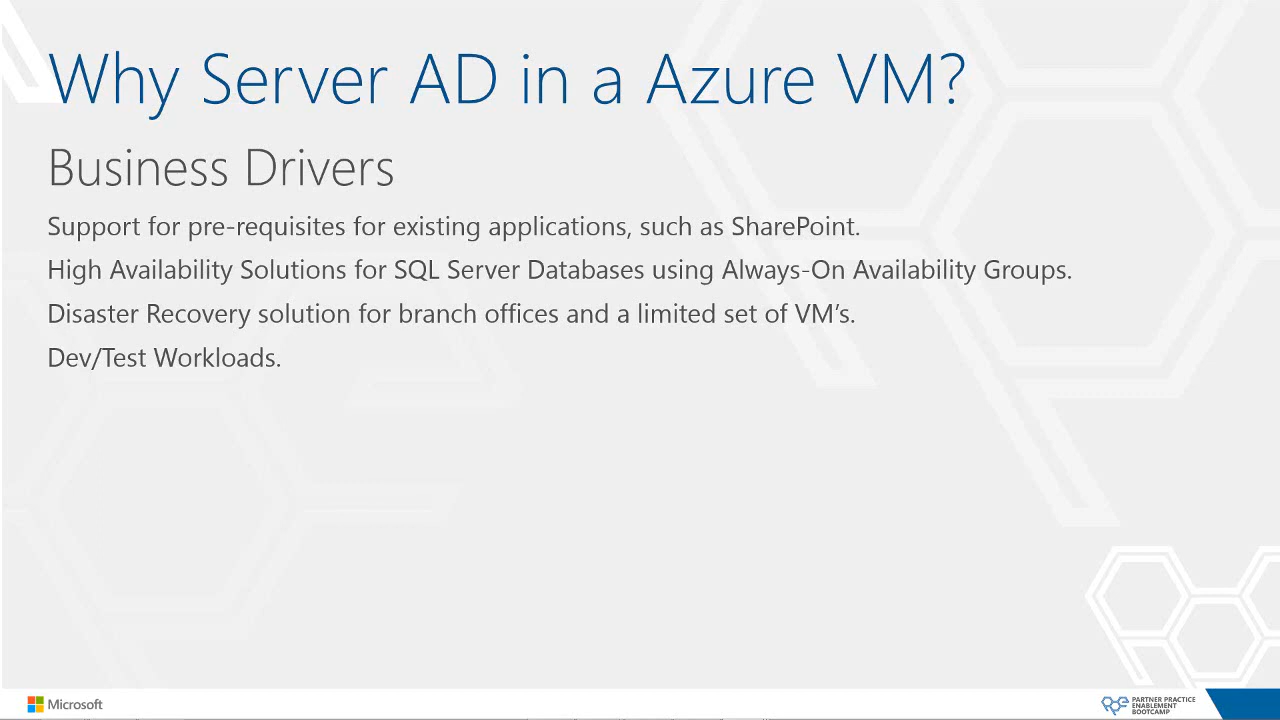 Why Server AD in a Azure VM?
Business Drivers
Support for pre-requisites for existing applications, such as SharePoint.
High Availability Solutions for SQL Server Databases using Always-On Availability Groups.
Disaster Recovery solution for branch offices and a limited set of VM’s.
Dev/Test Workloads.
Microsoft
PARTNER PRACTICE
ENABLEMENT
BOOTCAMP